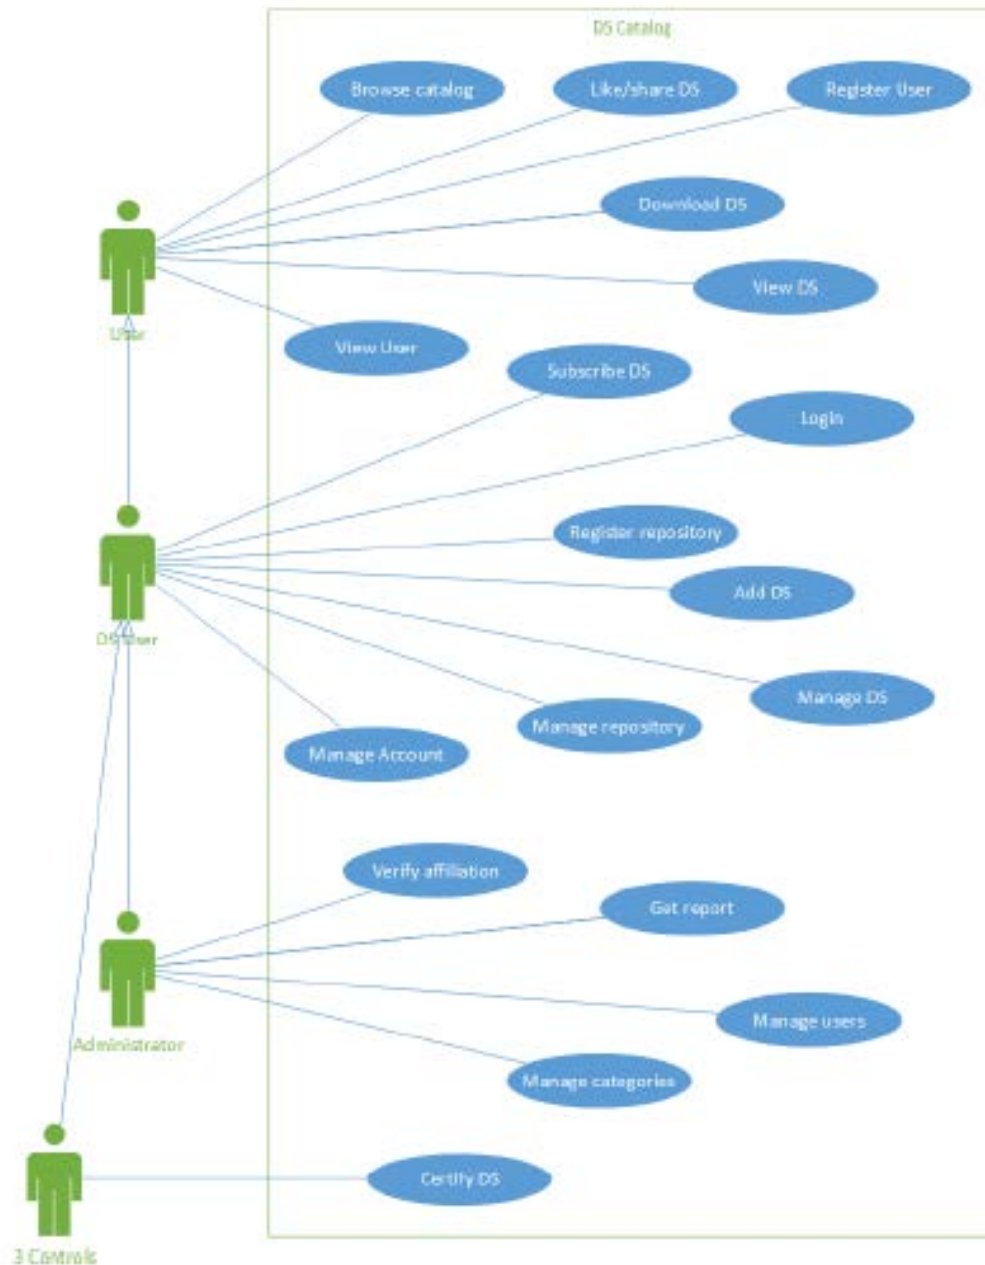 DS Catalog
Browse catalog
Like/share DS
Register User
Download DS
View DS
User
View User
Subscribe DS
Login
Register repository
Add DS
DS User
Manage DS
Manage repository
Manage Account
Verify affiliation
Get report
Manage users
Administrator
Manage categories
Certify DS
3 Controls